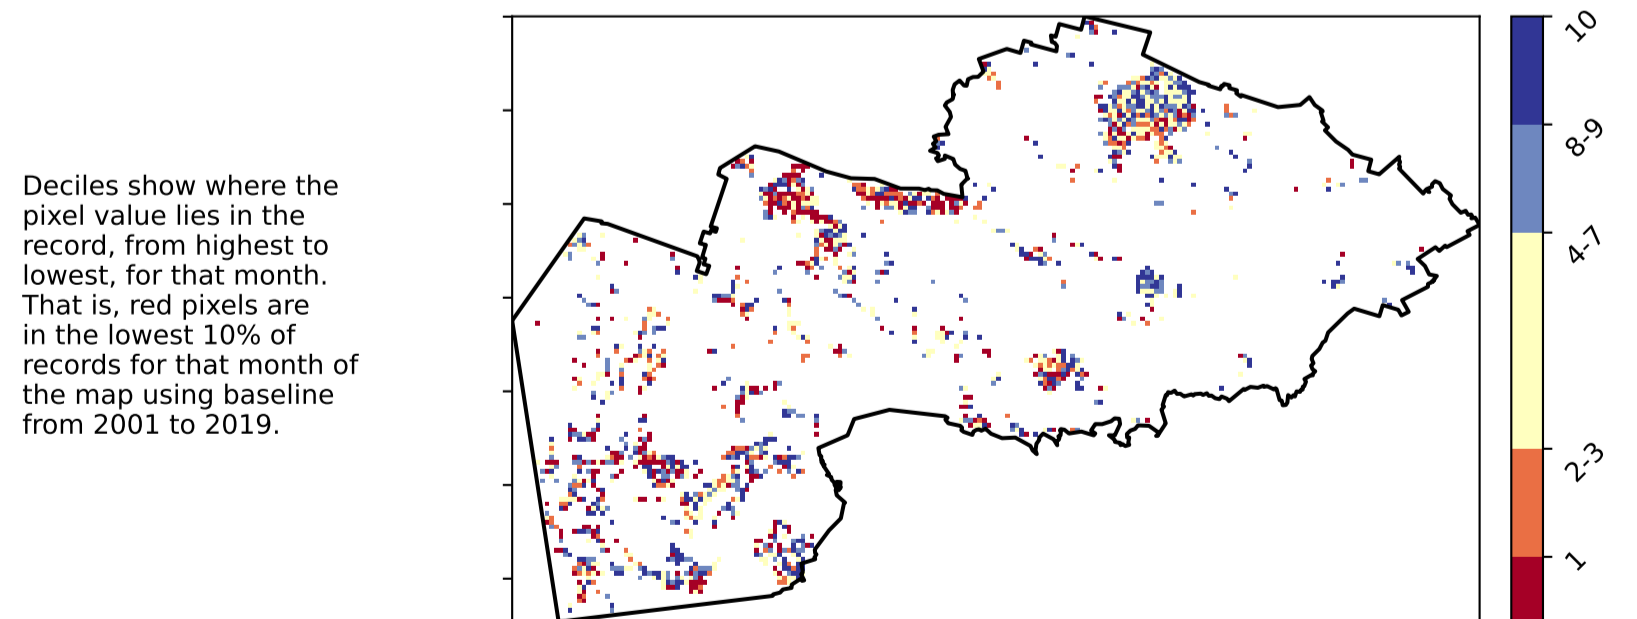 Deciles show where the
pixel value lies in the
record, from highest to
lowest, for that month.
That is, red pixels are
in the lowest 10% of
records for that month of
the map using baseline
from 2001 to 2019.
10
8-9
4-7
2-3
1